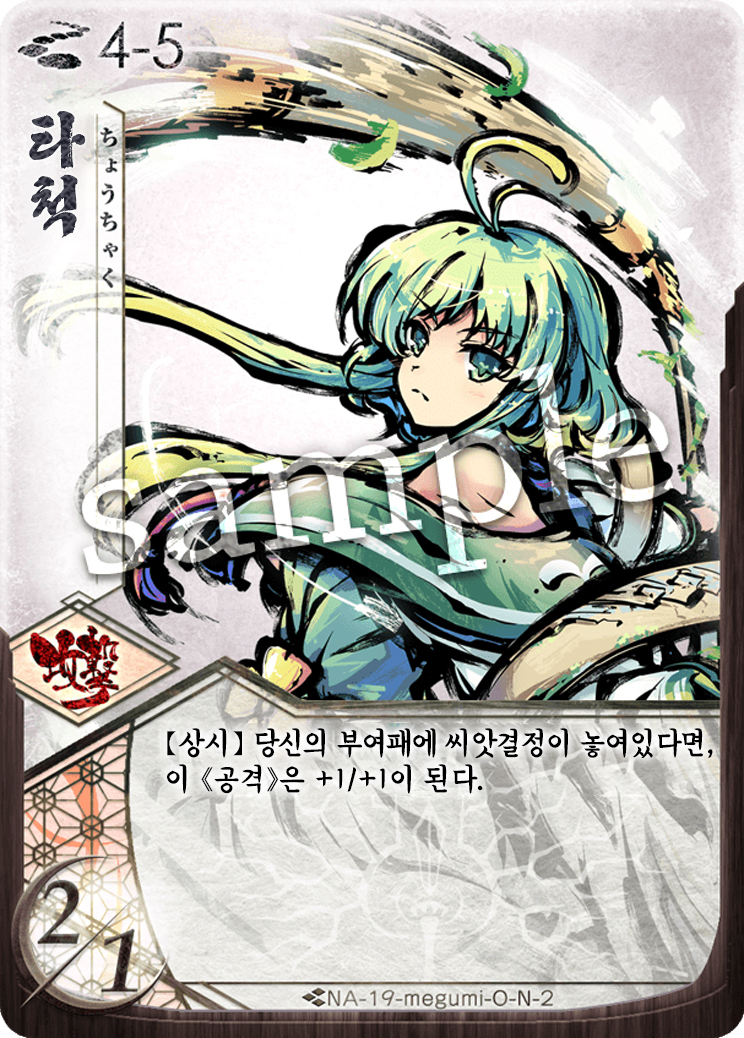 4-5
타척
ちょうちゃく
sample
【상시】 당신의 부여패에 씨앗결정이 놓여있다면,
이 《공격》은 +1/+1이 된다.
2/1
NA-19-megumi-O-N-2